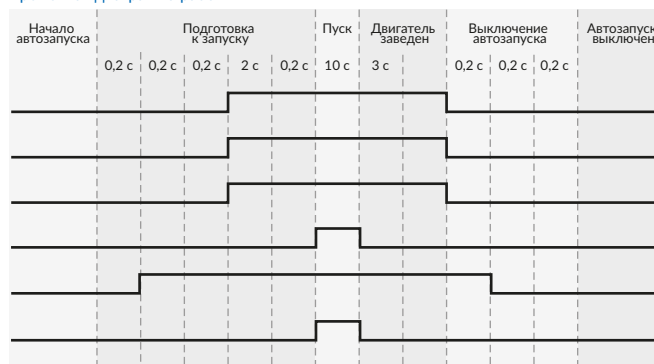 Начало
автозапуска
Подготовка
к запуску
Пуск
Двигатель
заведен
Выключение
автозапуска
Автозапуск
выключен
0,2 с 0,2 с 0,2 с 2 с 0,2 с 10 с 3 с 0,2 с 0,2 с 0,2 с